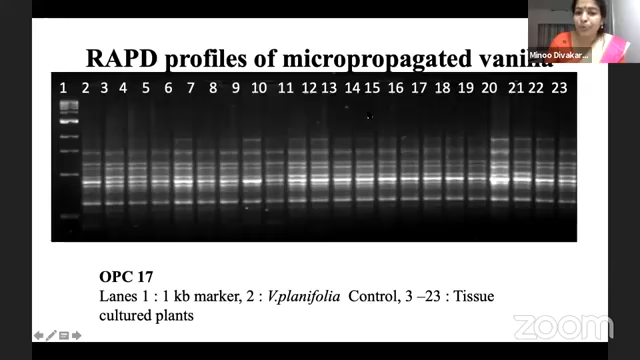 Minoo Divakar...
RAPD profiles of micropropagated vanilla
1 2 3 4 5 6 7 8 9 10 11 12 13 14 15 16 17 18 19 20 21 22 23
OPC 17
Lanes 1 : 1 kb marker, 2 : V.planifolia Control, 3 –23 : Tissue
cultured plants
zoom